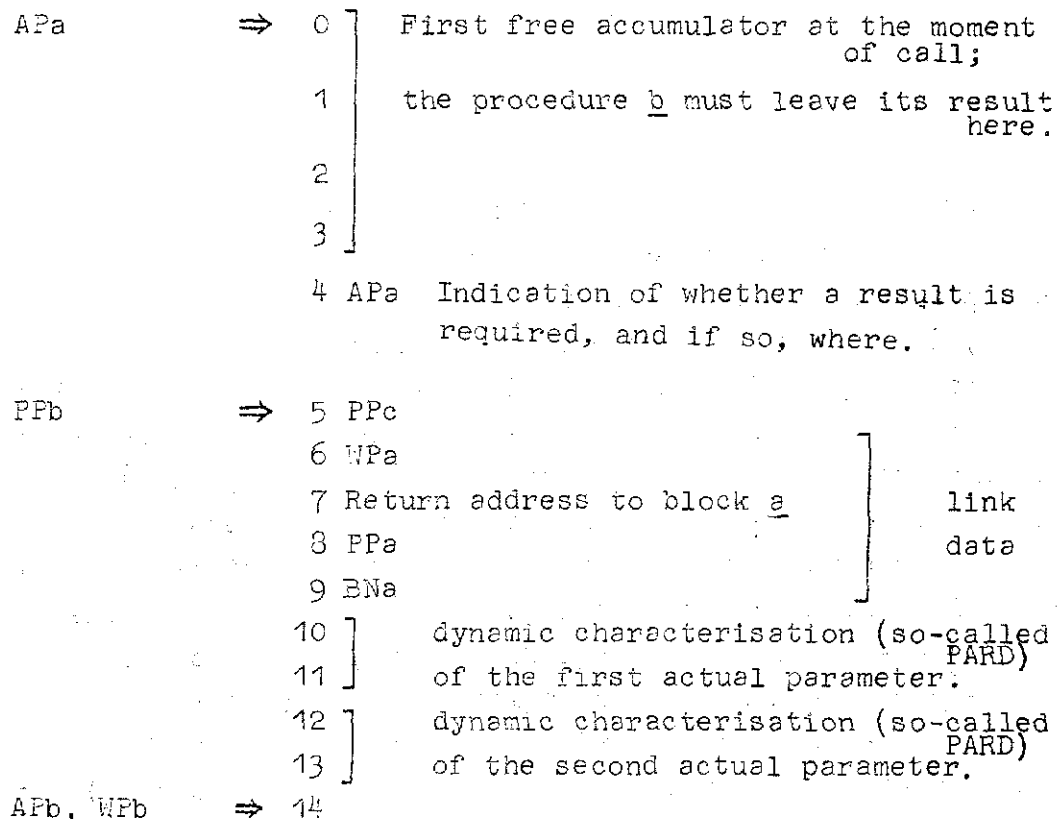 APa ⇒ 0 First free accumulator at the moment
of call;
1 the procedure b must leave its result
here.
2
3
4 APa Indication of whether a result is
required, and if so, where.
PPb ⇒ 5 PPc
6 WPa
7 Return address to block a link
8 PPa data
9 BNa
10 dynamic characterisation (so-called
PARD)
11 of the first actual parameter.
12 dynamic characterisation (so-called
PARD)
13 of the second actual parameter.
APb, WPb ⇒ 14